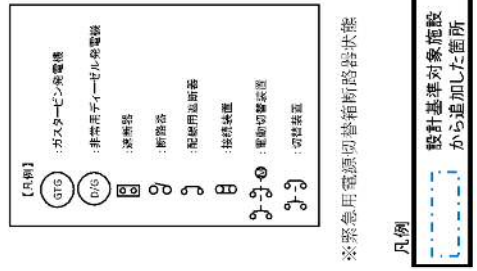 【凡例】
GTG :ガスタービン発電機
D/G :非常用ディーゼル発電機
:遮断器
:断路器
:配線用遮断器
:接続装置
:電動切替装置
:切替装置
※緊急用電源切替箱断路器状態
凡例
設計基準対象施設
から追加した箇所